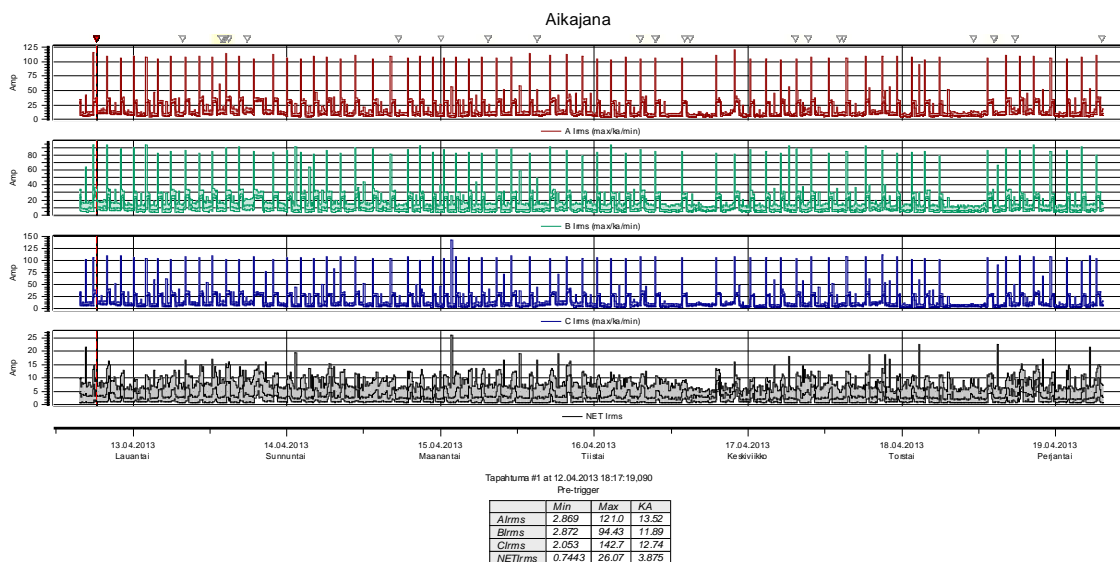 Aikajana
125
100
75
50
25
0
Amp
A Irms (max/ka/min)
80
60
40
20
0
Amp
B Irms (max/ka/min)
150
125
100
75
50
25
0
Amp
C Irms (max/ka/min)
25
20
15
10
5
0
Amp
NET Irms
13.04.2013 14.04.2013 15.04.2013 16.04.2013 17.04.2013 18.04.2013 19.04.2013
Lauantai Sunnuntai Maanantai Tiistai Keskiviikko Torstai Perjantai
Tapahtuma #1 at 12.04.2013 18:17:19,090
Pre-trigger
Min Max KA
AIrms 2.869 121.0 13.52
BIrms 2.872 94.43 11.89
CIrms 2.053 142.7 12.74
NETIrms 0.7443 26.07 3.875